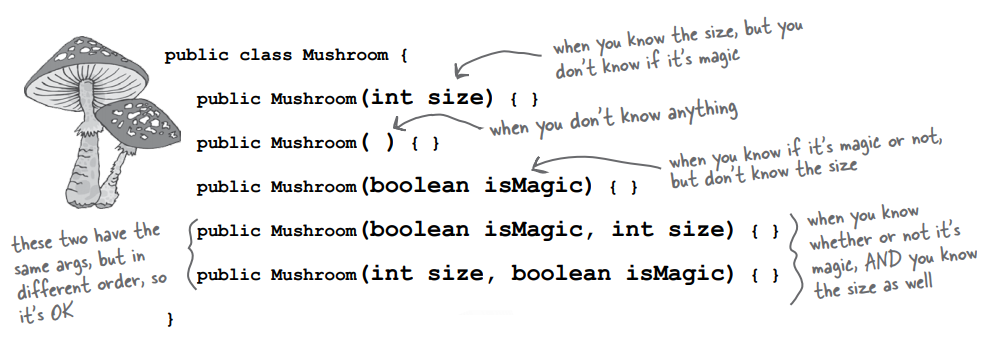 public class Mushroom {
when you know the size, but you
don't know if it's magic
public Mushroom(int size) { }
when you don't know anything
public Mushroom( ) { }
when you know if it's magic or not,
but don't know the size
public Mushroom(boolean isMagic) { }
these two have the
same args, but in
different order, so
it's OK
public Mushroom(boolean isMagic, int size) { }
public Mushroom(int size, boolean isMagic) { }
when you know
whether or not it's
magic, AND you know
the size as well
}